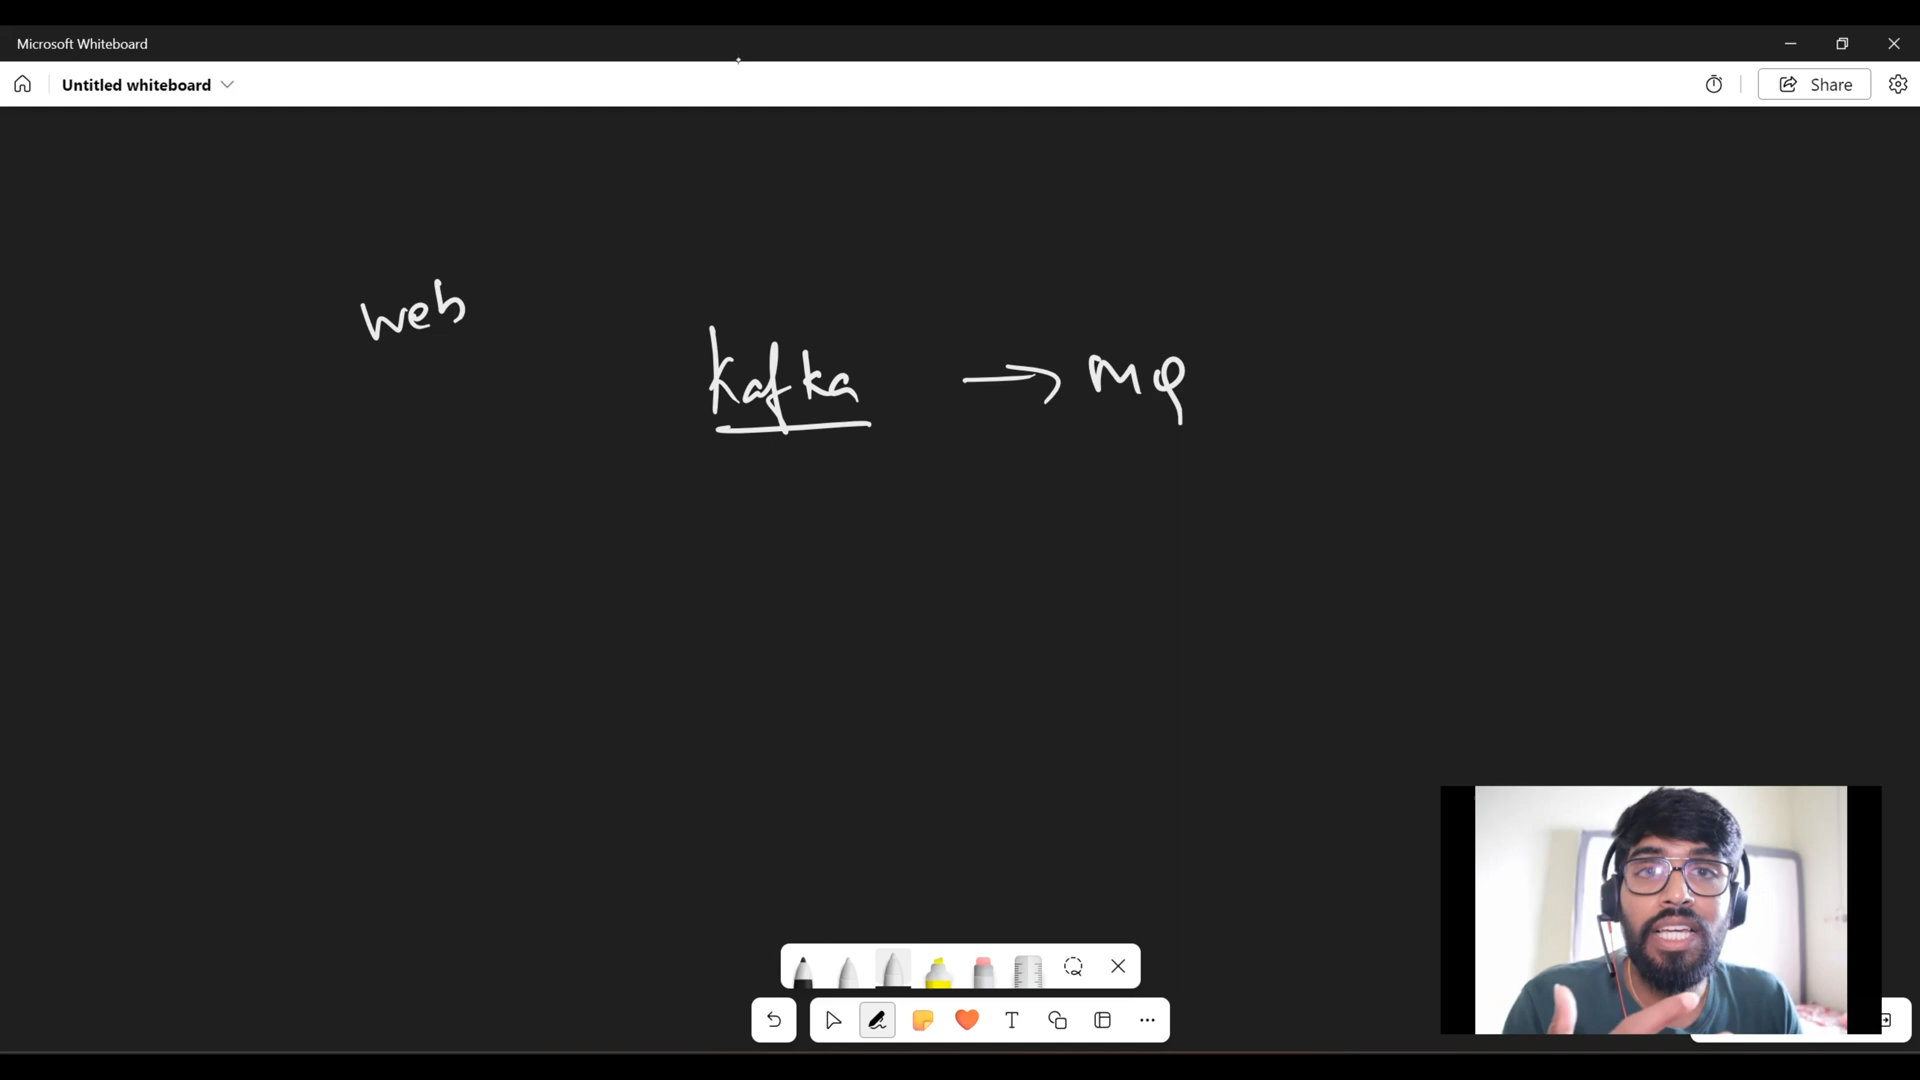 Microsoft Whiteboard
Untitled whiteboard
Share
web
kafka → MQ
T